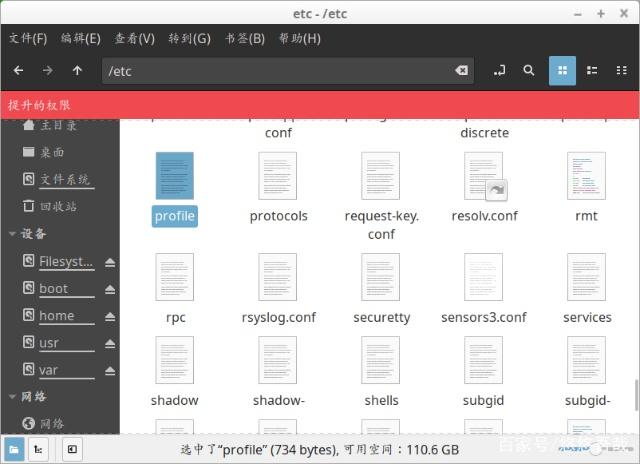 etc - /etc
文件(F) 编辑(E) 查看(V) 转到(G) 书签(B) 帮助(H)
/etc
提升的权限
主目录
桌面
文件系统
回收站
设备
Filesyst...
boot
home
usr
var
网络
网络
conf
discrete
profile
protocols
request-key.
conf
resolv.conf
rmt
rpc
rsyslog.conf
securetty
sensors3.conf
services
shadow
shadow-
shells
subgid
subgid-
选中了“profile” (734 bytes), 可用空间：110.6 GB